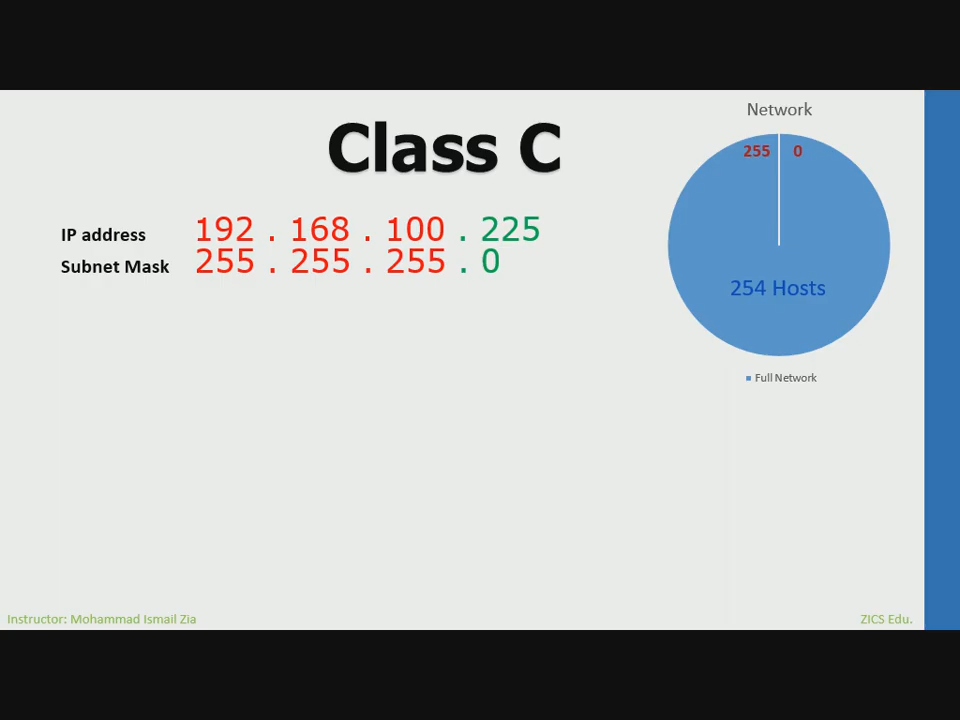 Class C
IP address 192 . 168 . 100 . 225
Subnet Mask 255 . 255 . 255 . 0
Network
255 0
254 Hosts
Full Network
Instructor: Mohammad Ismail Zia
ZICS Edu.